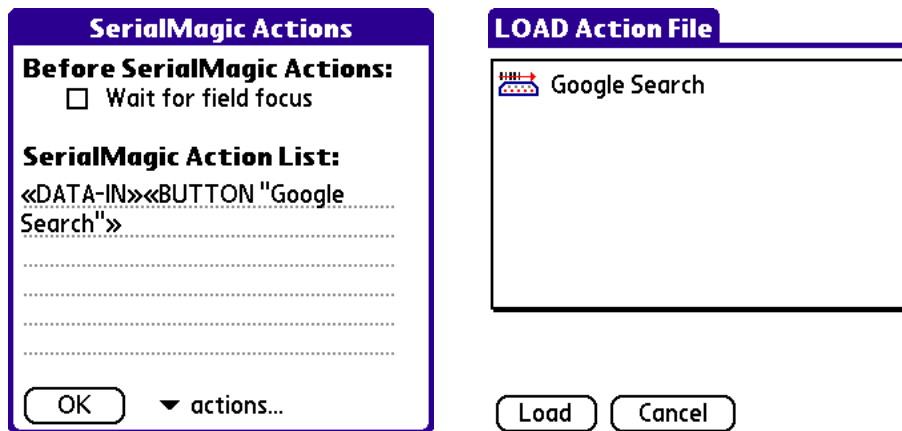 SerialMagic Actions
Before SerialMagic Actions:
Wait for field focus
SerialMagic Action List:
«DATA-IN»«BUTTON "Google
Search"»
OK
actions...
LOAD Action File
Google Search
Load
Cancel